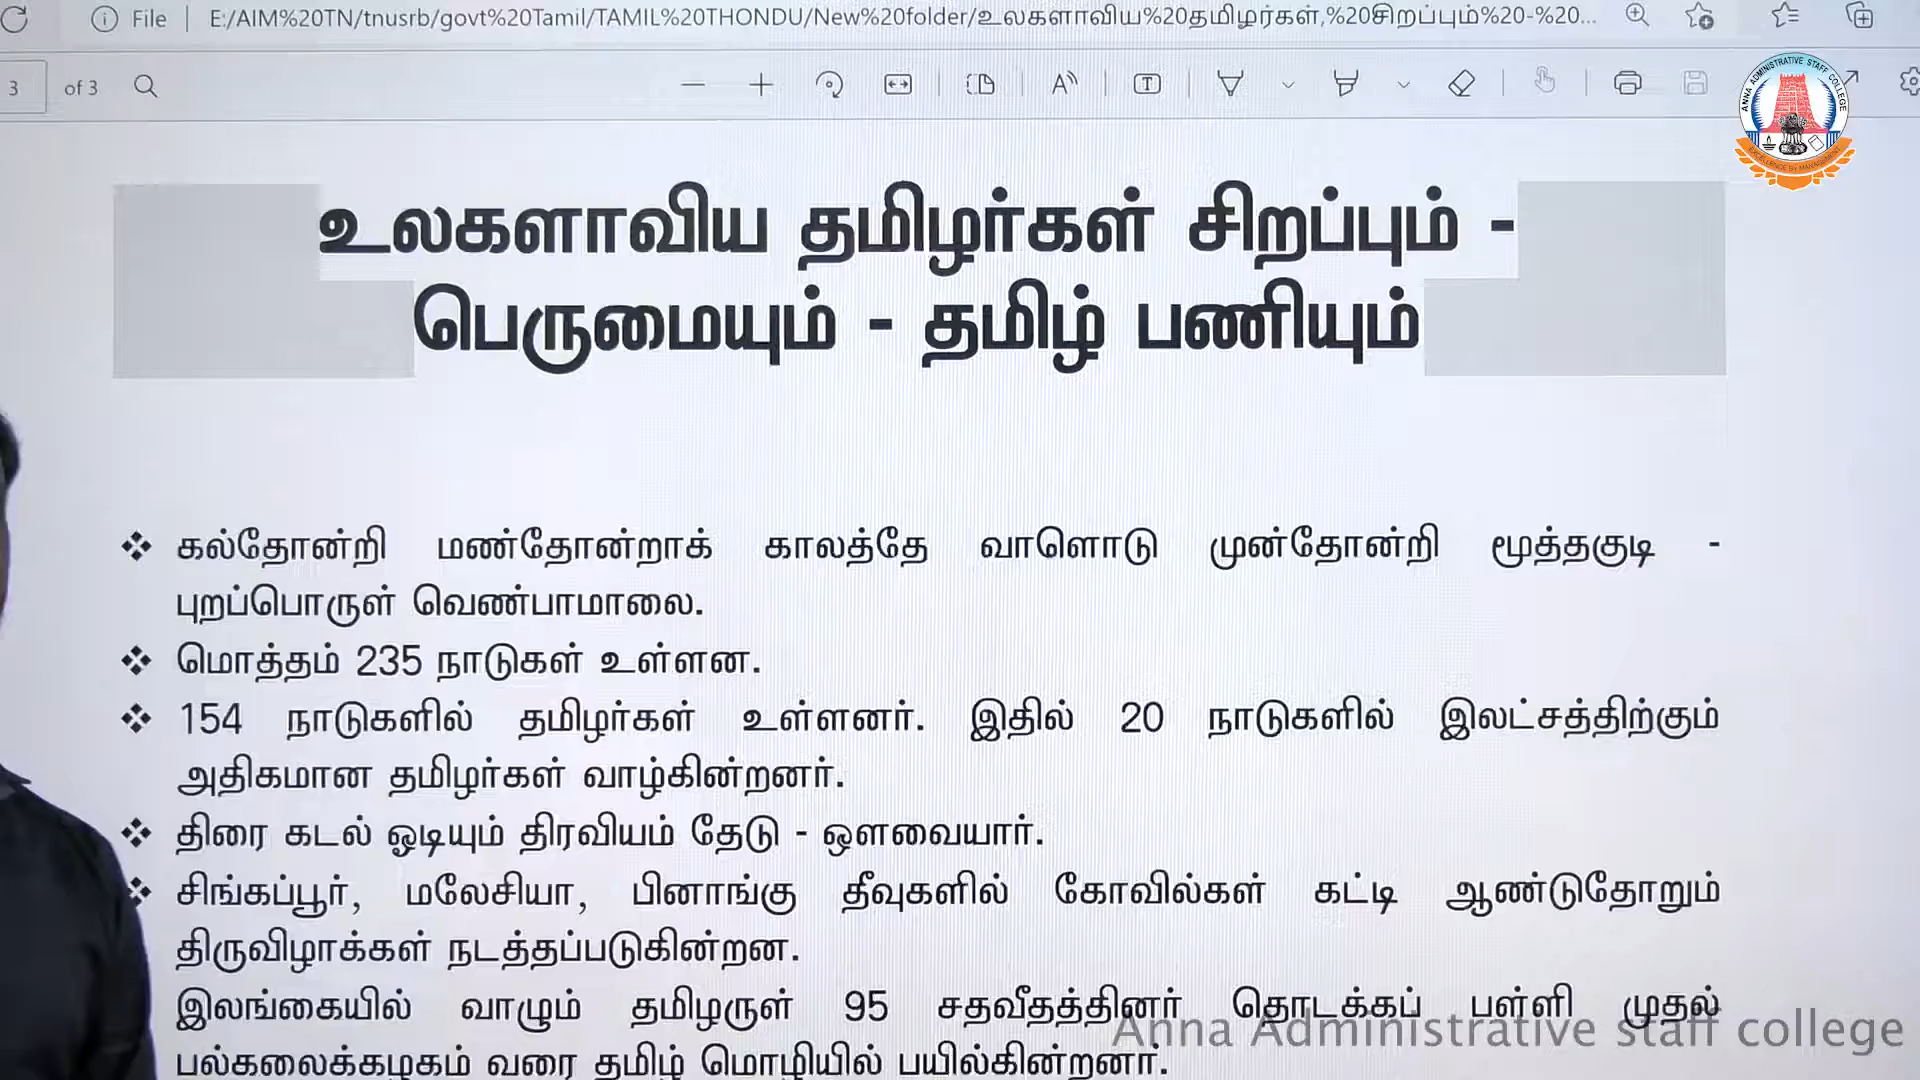 File
E:/AIM%20TN/tnusrb/govt%20Tamil/TAMIL%20THONDU/New%20folder/உலகளாவிய%20தமிழர்கள்,%20சிறப்பும்%20-%20...
3 of 3
ANNA ADMINISTRATIVE STAFF COLLEGE
உலகளாவிய தமிழர்கள் சிறப்பும் -
பெருமையும் - தமிழ் பணியும்
கல்தோன்றி மண்தோன்றாக் காலத்தே வாளொடு முன்தோன்றி மூத்தகுடி -
புறப்பொருள் வெண்பாமாலை.
மொத்தம் 235 நாடுகள் உள்ளன.
154 நாடுகளில் தமிழர்கள் உள்ளனர். இதில் 20 நாடுகளில் இலட்சத்திற்கும்
அதிகமான தமிழர்கள் வாழ்கின்றனர்.
திரை கடல் ஓடியும் திரவியம் தேடு - ஔவையார்.
சிங்கப்பூர், மலேசியா, பினாங்கு தீவுகளில் கோவில்கள் கட்டி ஆண்டுதோறும்
திருவிழாக்கள் நடத்தப்படுகின்றன.
இலங்கையில் வாழும் தமிழருள் 95 சதவீதத்தினர் தொடக்கப் பள்ளி முதல்
பல்கலைக்கழகம் வரை தமிழ் மொழியில் பயில்கின்றனர்.
Anna Administrative staff college